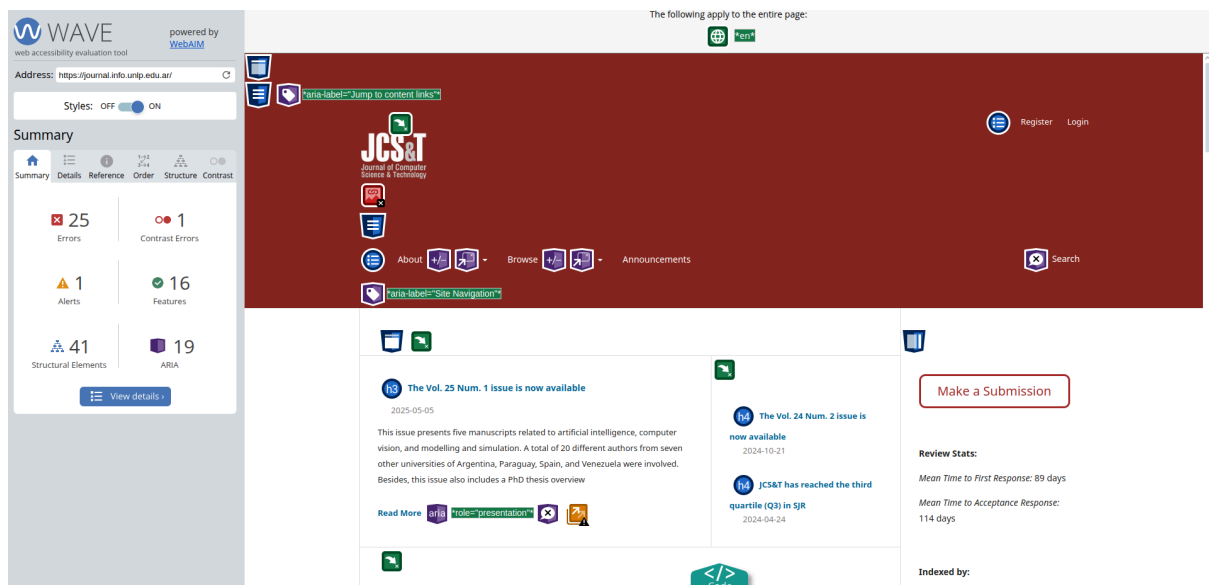 The following apply to the entire page:
*en*
WAVE
web accessibility evaluation tool
powered by
WebAIM
Address: https://journal.info.unlp.edu.ar/
Styles: OFF ON
Summary
Summary Details Reference Order Structure Contrast
25
Errors
1
Contrast Errors
1
Alerts
16
Features
41
Structural Elements
19
ARIA
View details ›
*aria-label="Jump to content links"*
Register Login
JCS&T
Journal of Computer
Science & Technology
About +/- Browse +/- Announcements
Search
*aria-label="Site Navigation"*
h3 The Vol. 25 Num. 1 issue is now available
2025-05-05
This issue presents five manuscripts related to artificial intelligence, computer
vision, and modelling and simulation. A total of 20 different authors from seven
other universities of Argentina, Paraguay, Spain, and Venezuela were involved.
Besides, this issue also includes a PhD thesis overview
Read More aria *role="presentation"*
h4 The Vol. 24 Num. 2 issue is
now available
2024-10-21
h4 JCS&T has reached the third
quartile (Q3) in SJR
2024-04-24
</>
Make a Submission
Review Stats:
Mean Time to First Response: 89 days
Mean Time to Acceptance Response:
114 days
Indexed by: